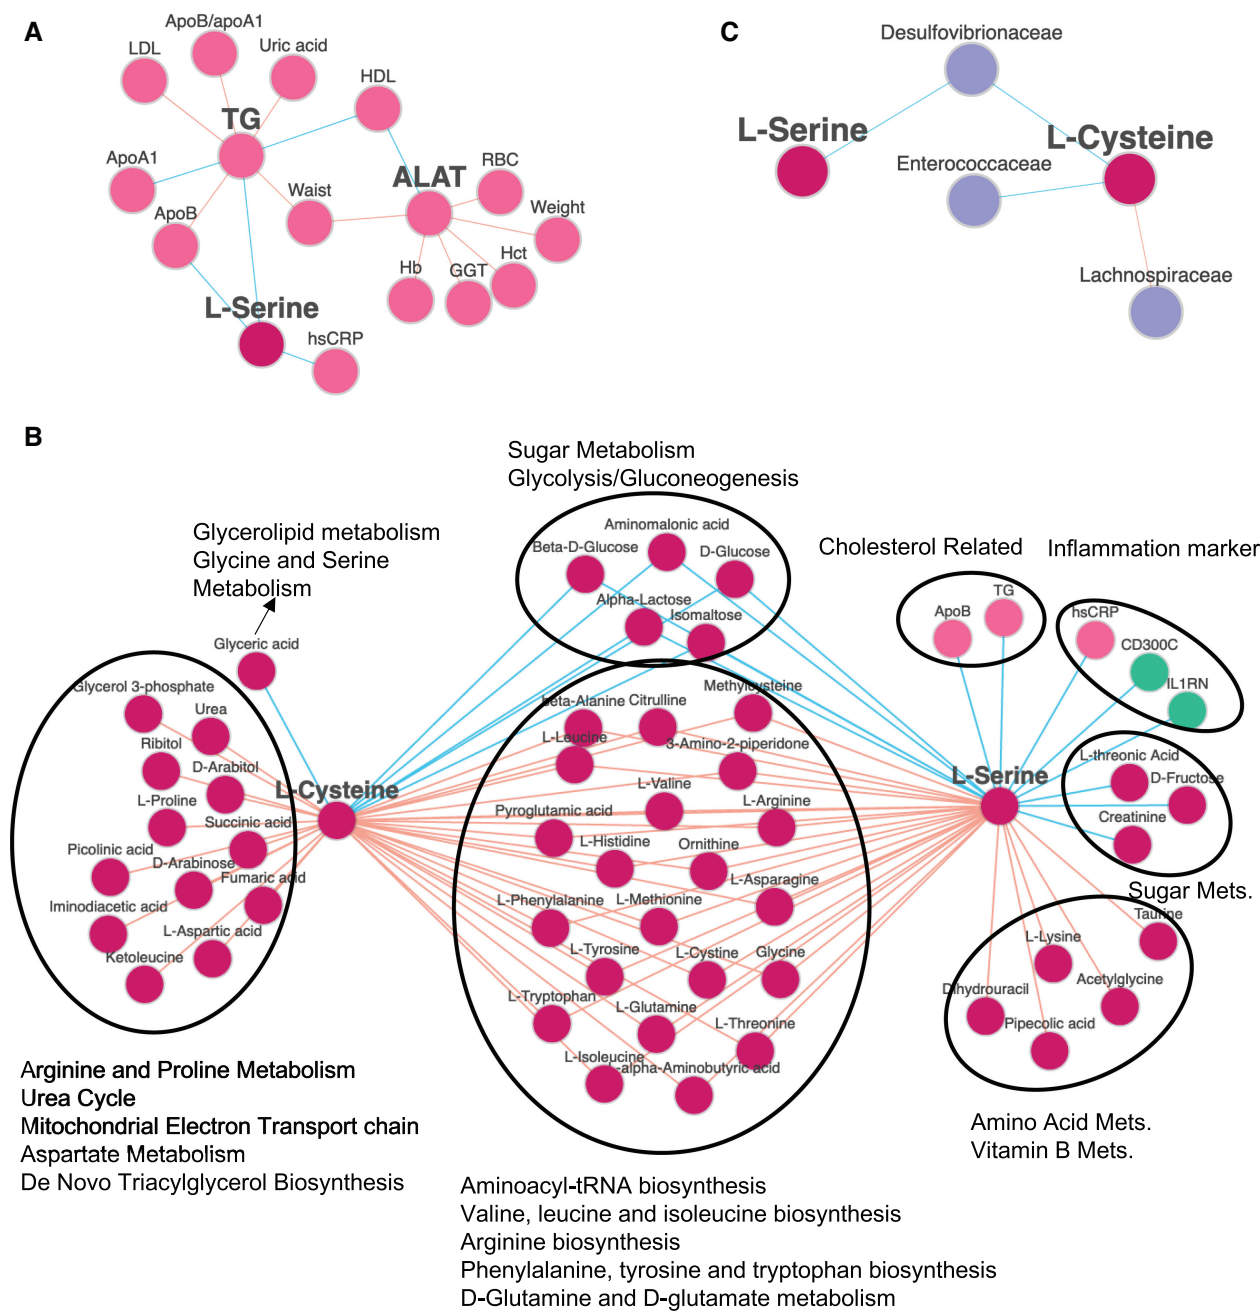 A
ApoB/apoA1
LDL
Uric acid
HDL
TG
ApoA1
Waist
ALAT
RBC
ApoB
Weight
Hb
GGT
Hct
L-Serine
hsCRP
C
Desulfovibrionaceae
L-Serine
L-Cysteine
Enterococcaceae
Lachnospiraceae
B
Sugar Metabolism
Glycolysis/Gluconeogenesis
Glycerolipid metabolism
Glycine and Serine
Metabolism
Glyceric acid
Aminomalonic acid
Beta-D-Glucose
D-Glucose
Alpha-Lactose
Isomaltose
Cholesterol Related
TG
ApoB
Inflammation marker
hsCRP
CD300C
IL1RN
Glycerol 3-phosphate
Urea
Ribitol
D-Arabitol
L-Proline
Succinic acid
Picolinic acid
D-Arabinose
Fumaric acid
Iminodiacetic acid
L-Aspartic acid
Ketoleucine
L-Cysteine
beta-Alanine
Citrulline
Methylcysteine
L-Leucine
3-Amino-2-piperidone
L-Valine
Pyroglutamic acid
L-Arginine
L-Histidine
Ornithine
L-Asparagine
L-Phenylalanine
L-Methionine
L-Tyrosine
L-Cystine
Glycine
L-Tryptophan
L-Glutamine
L-Threonine
L-Isoleucine
L-alpha-Aminobutyric acid
L-Serine
L-threonic Acid
D-Fructose
Creatinine
Sugar Mets.
Taurine
L-Lysine
Acetylglycine
Dihydrouracil
Pipecolic acid
Amino Acid Mets.
Vitamin B Mets.
Arginine and Proline Metabolism
Urea Cycle
Mitochondrial Electron Transport chain
Aspartate Metabolism
De Novo Triacylglycerol Biosynthesis
Aminoacyl-tRNA biosynthesis
Valine, leucine and isoleucine biosynthesis
Arginine biosynthesis
Phenylalanine, tyrosine and tryptophan biosynthesis
D-Glutamine and D-glutamate metabolism